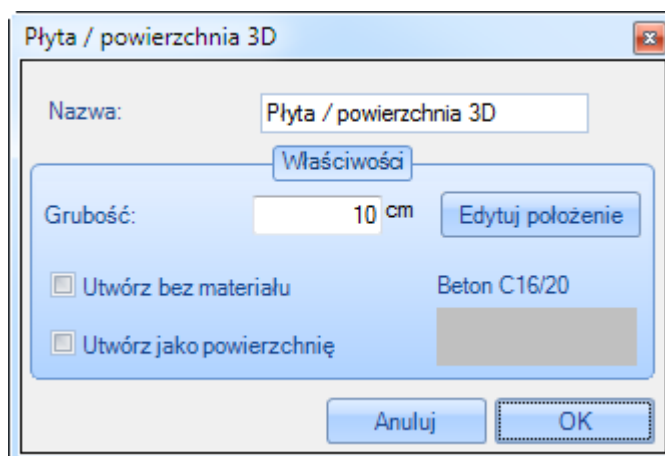 Płyta / powierzchnia 3D
Nazwa: Płyta / powierzchnia 3D
Właściwości
Grubość: 10 cm Edytuj położenie
Utwórz bez materiału Beton C16/20
Utwórz jako powierzchnię
Anuluj OK